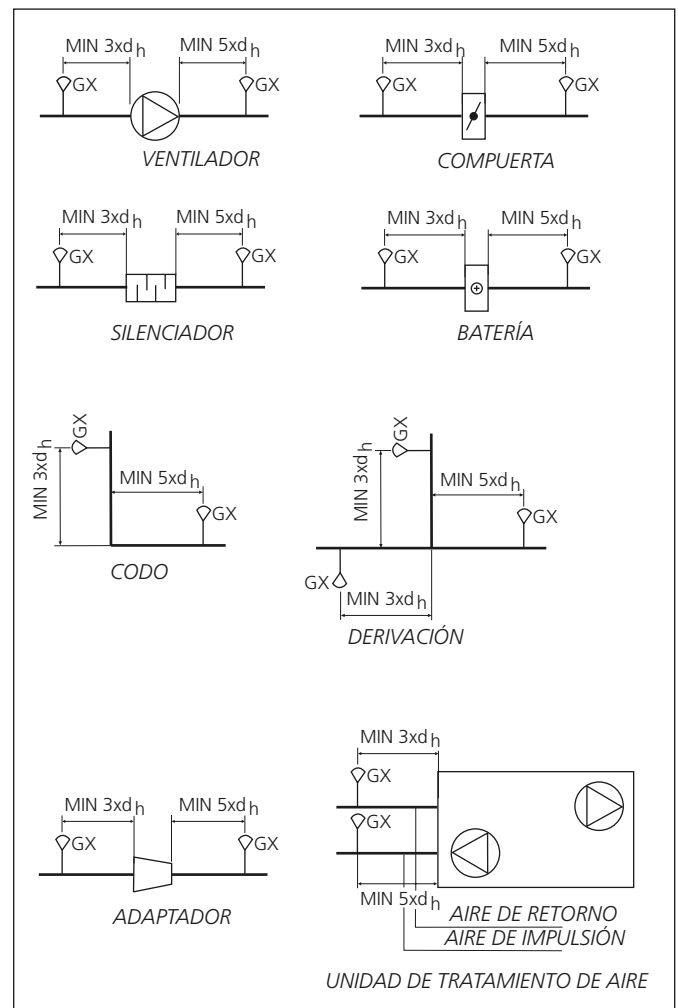 MIN 3xdh MIN 5xdh
GX GX
VENTILADOR
MIN 3xdh MIN 5xdh
GX GX
COMPUERTA
MIN 3xdh MIN 5xdh
GX GX
SILENCIADOR
MIN 3xdh MIN 5xdh
GX GX
BATERÍA
GX
MIN 3xdh
MIN 5xdh
GX
CODO
GX
MIN 3xdh
MIN 5xdh
GX
GX
MIN 3xdh
DERIVACIÓN
MIN 3xdh MIN 5xdh
GX GX
ADAPTADOR
MIN 3xdh
GX
GX
MIN 5xdh
AIRE DE RETORNO
AIRE DE IMPULSIÓN
UNIDAD DE TRATAMIENTO DE AIRE